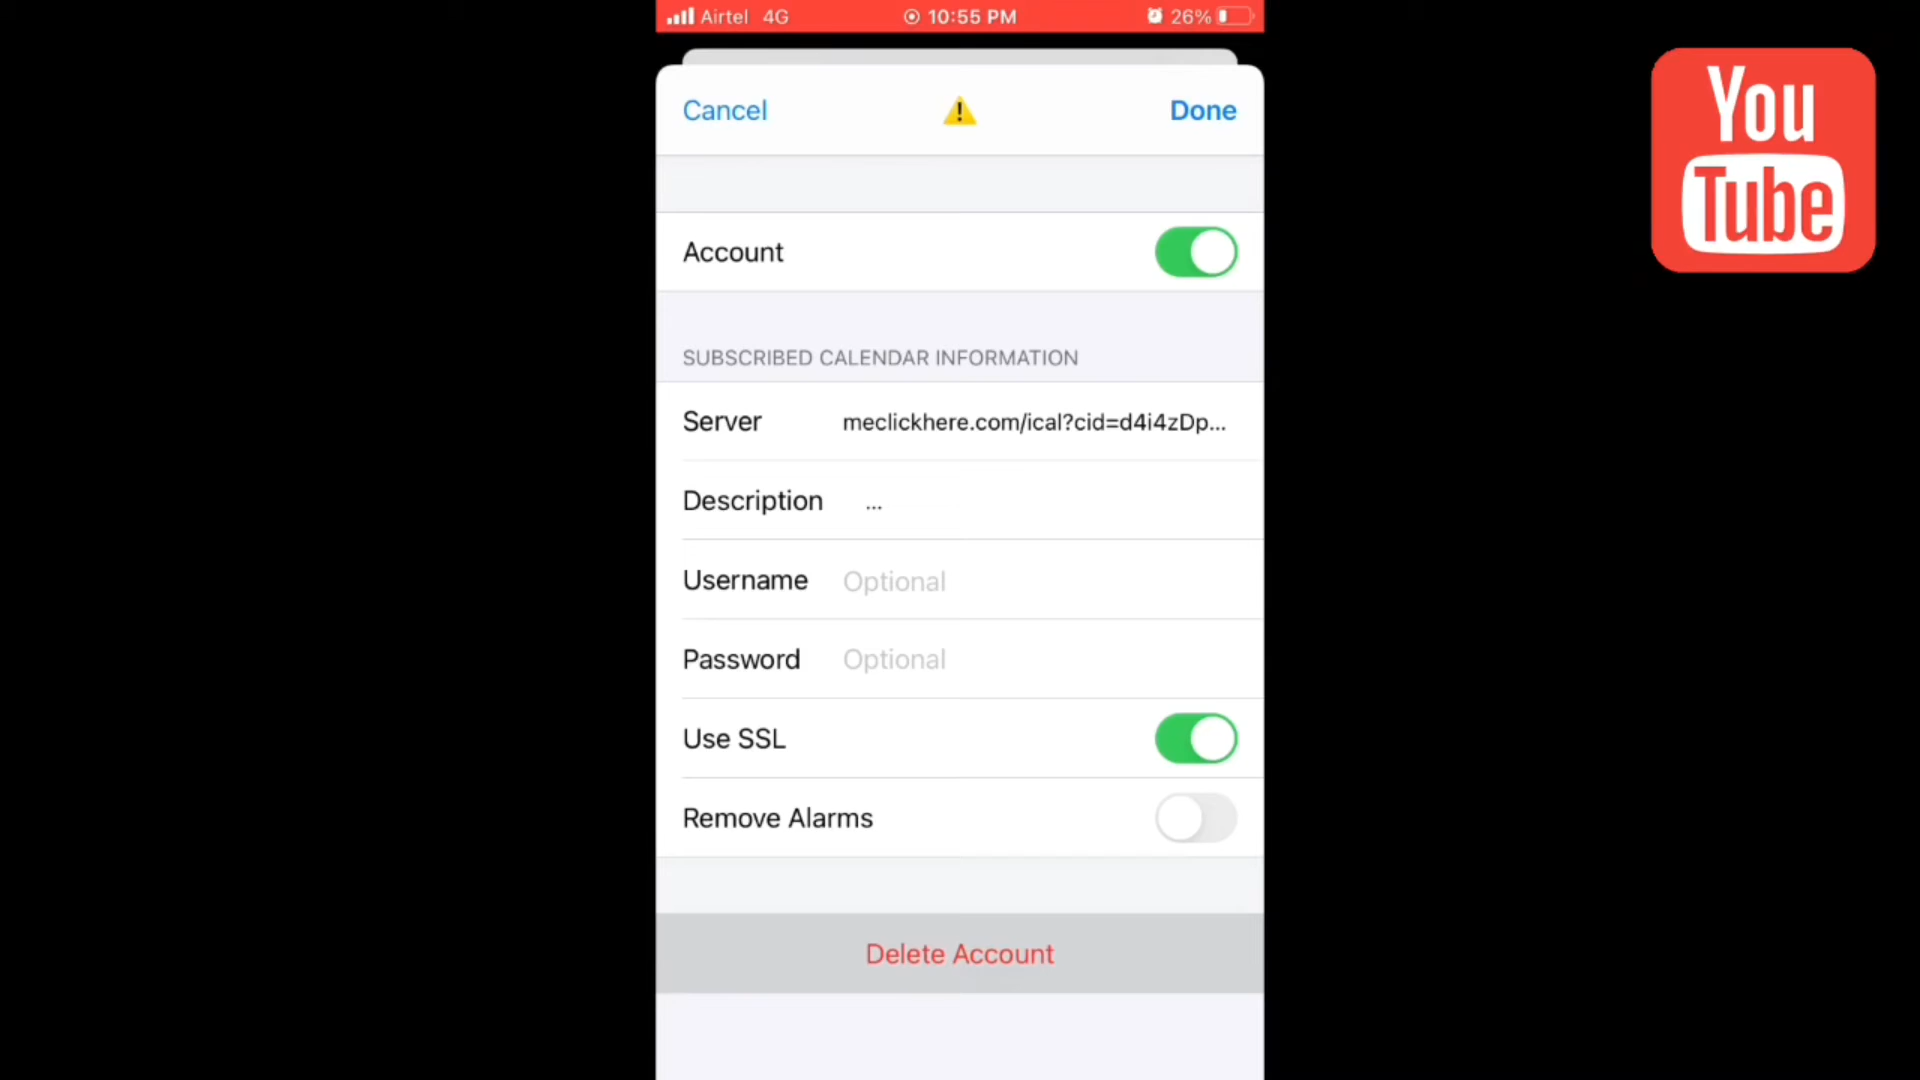 Airtel 4G 10:55 PM 26%
Cancel Done
You
Tube
Account
SUBSCRIBED CALENDAR INFORMATION
Server meclickhere.com/ical?cid=d4i4zDp...
Description ...
Username Optional
Password Optional
Use SSL
Remove Alarms
Delete Account